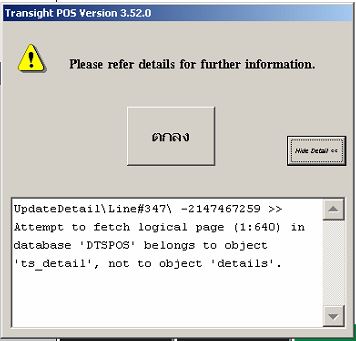 Transight POS Version 3.52.0
Please refer details for further information.
ตกลง
Hide Detail <<
UpdateDetail\Line#347\ -2147467259 >>
Attempt to fetch logical page (1:640) in
database 'DTSPOS' belongs to object
'ts_detail', not to object 'details'.